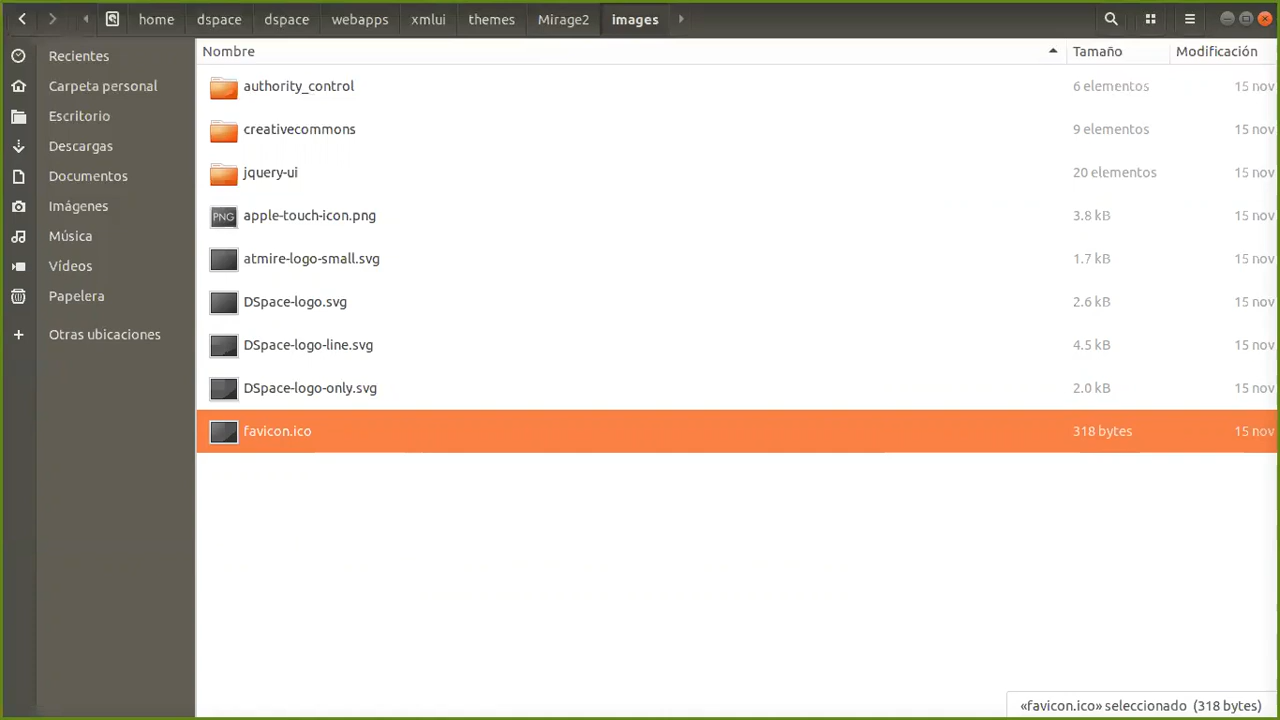 home dspace dspace webapps xmlui themes Mirage2 images
Recientes
Carpeta personal
Escritorio
Descargas
Documentos
Imágenes
Música
Vídeos
Papelera
Otras ubicaciones
Nombre Tamaño Modificación
authority_control 6 elementos 15 nov
creativecommons 9 elementos 15 nov
jquery-ui 20 elementos 15 nov
PNG apple-touch-icon.png 3.8 kB 15 nov
atmire-logo-small.svg 1.7 kB 15 nov
DSpace-logo.svg 2.6 kB 15 nov
DSpace-logo-line.svg 4.5 kB 15 nov
DSpace-logo-only.svg 2.0 kB 15 nov
favicon.ico 318 bytes 15 nov
«favicon.ico» seleccionado (318 bytes)